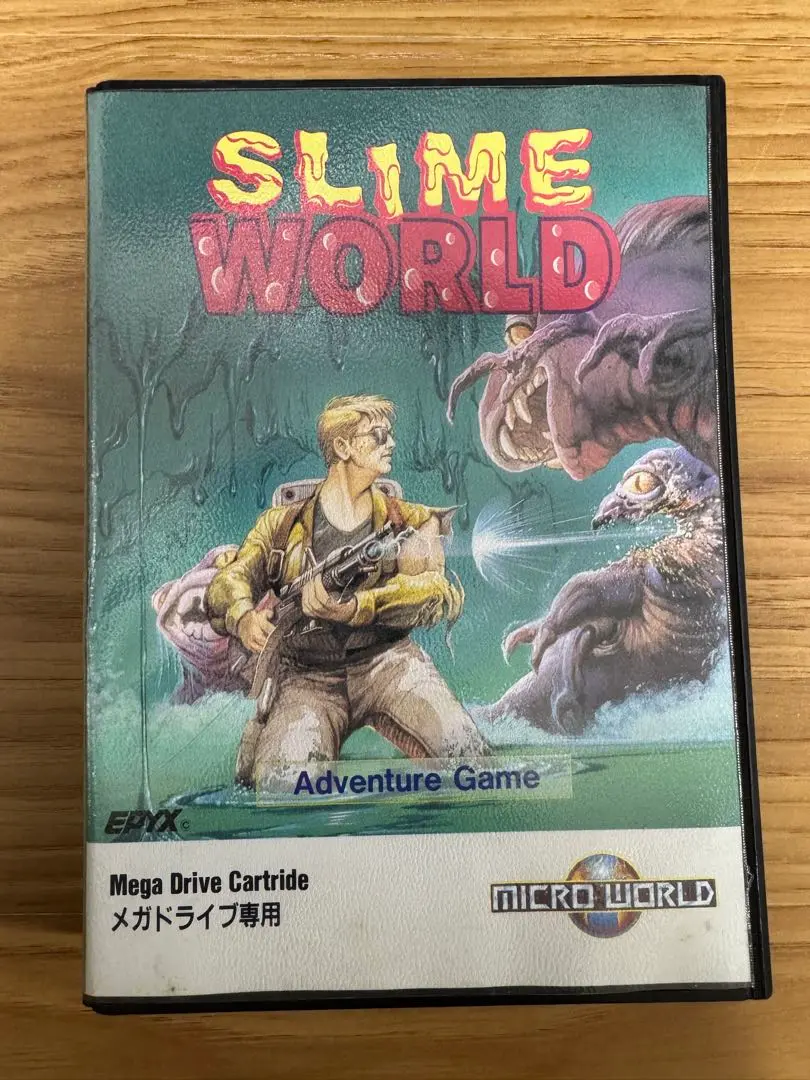 SLIME
WORLD
Adventure Game
EPYX©
Mega Drive Cartride
メガドライブ専用
MICRO WORLD